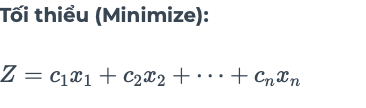 Tối thiểu (Minimize):
Z = c₁x₁ + c₂x₂ + ⋯ + cₙxₙ